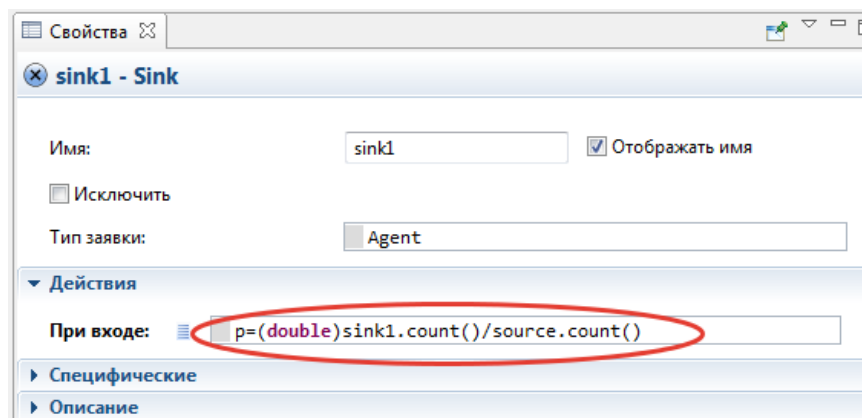 Свойства
sink1 - Sink
Имя: sink1 Отображать имя
Исключить
Тип заявки: Agent
Действия
При входе: p=(double)sink1.count()/source.count()
Специфические
Описание